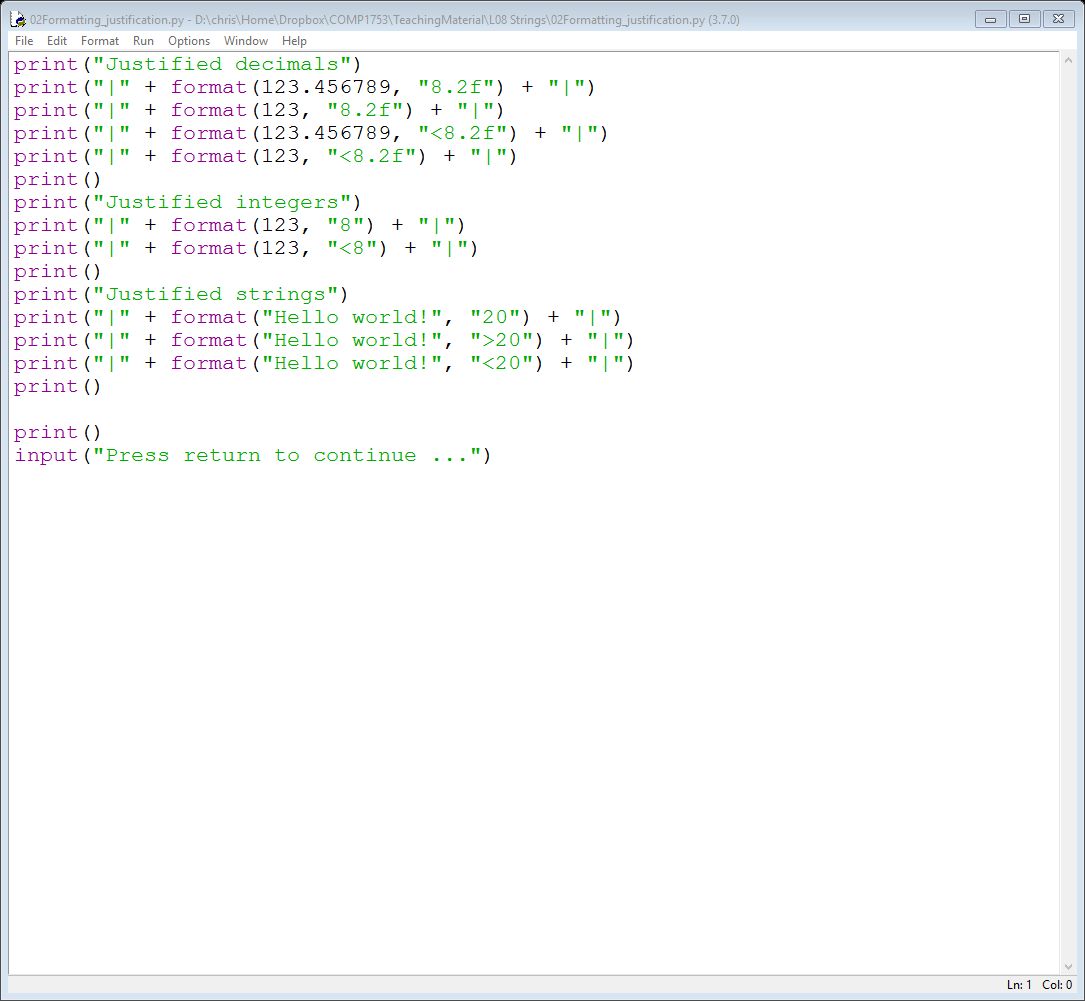 02Formatting_justification.py - D:\chris\Home\Dropbox\COMP1753\TeachingMaterial\L08 Strings\02Formatting_justification.py (3.7.0)
File Edit Format Run Options Window Help
print("Justified decimals")
print("|" + format(123.456789, "8.2f") + "|")
print("|" + format(123, "8.2f") + "|")
print("|" + format(123.456789, "<8.2f") + "|")
print("|" + format(123, "<8.2f") + "|")
print()
print("Justified integers")
print("|" + format(123, "8") + "|")
print("|" + format(123, "<8") + "|")
print()
print("Justified strings")
print("|" + format("Hello world!", "20") + "|")
print("|" + format("Hello world!", ">20") + "|")
print("|" + format("Hello world!", "<20") + "|")
print()
print()
input("Press return to continue ...")
Ln: 1 Col: 0